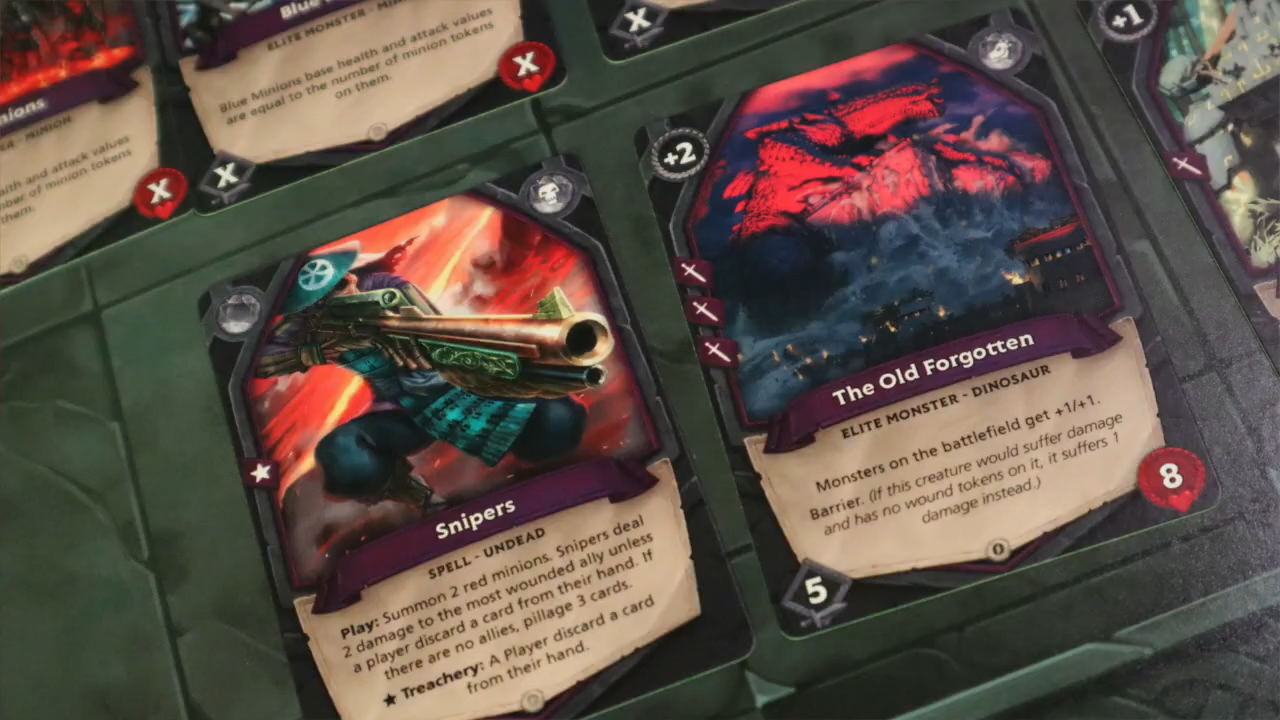 nions
ER - MINION
alth and attack values
mber of minion tokens
them.
X
Blue
ELITE MONSTER - MIN
Blue Minions base health and attack values
are equal to the number of minion tokens
on them.
X
X
X
+1
Snipers
SPELL - UNDEAD
Play: Summon 2 red minions. Snipers deal
2 damage to the most wounded ally unless
a player discard a card from their hand. If
there are no allies, pillage 3 cards.
★ Treachery: A Player discard a card
from their hand.
+2
The Old Forgotten
ELITE MONSTER - DINOSAUR
Monsters on the battlefield get +1/+1.
Barrier. (If this creature would suffer damage
and has no wound tokens on it, it suffers 1
damage instead.)
8
5